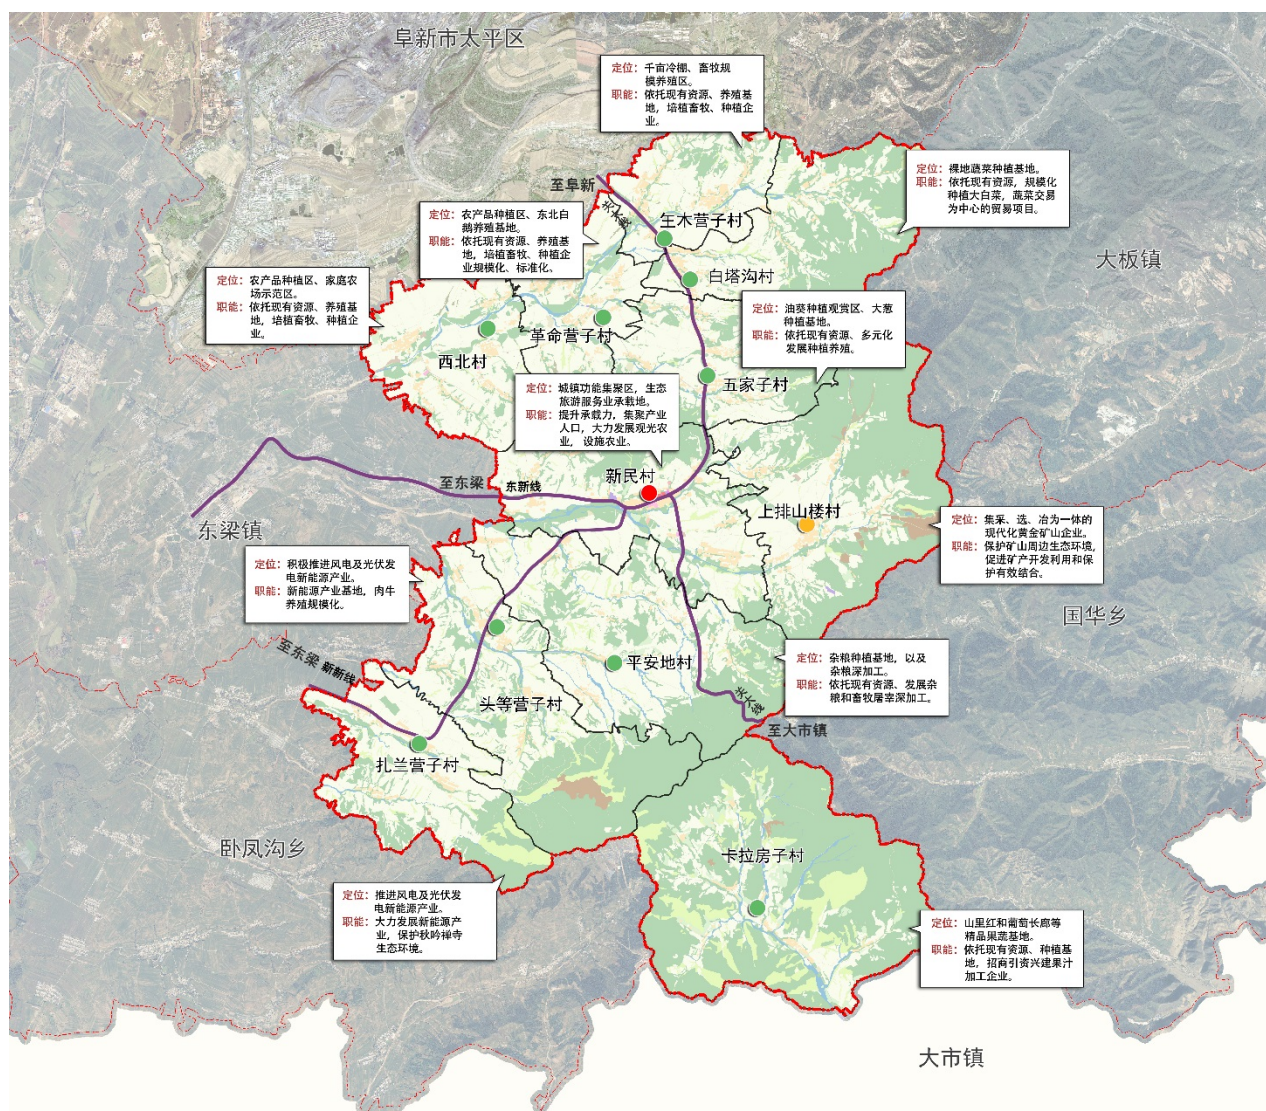 阜新市太平区
定位：千亩冷棚、畜牧规
模养殖区。
职能：依托现有资源、养殖基
地，培植畜牧、种植企
业。
至阜新
定位：裸地蔬菜种植基地。
职能：依托现有资源，规模化
种植大白菜，蔬菜交易
为中心的贸易项目。
定位：农产品种植区、东北白
鹅养殖基地。
职能：依托现有资源、养殖基
地，培植畜牧、种植企
业规模化、标准化、
王木营子村
大板镇
白塔沟村
定位：农产品种植区、家庭农
场示范区。
职能：依托现有资源、养殖基
地，培植畜牧、种植企
业。
定位：油葵种植观赏区、大葱
种植基地。
职能：依托现有资源、多元化
发展种植养殖。
革命营子村
西北村
五家子村
定位：城镇功能集聚区，生态
旅游服务业承载地。
职能：提升承载力，集聚产业
人口，大力发展观光农
业，设施农业。
新民村
至东梁
东新线
上排山楼村
东梁镇
定位：集采、选、冶为一体的
现代化黄金矿山企业。
职能：保护矿山周边生态环境，
促进矿产开发利用和保
护有效结合。
定位：积极推进风电及光伏发
电新能源产业。
职能：新能源产业基地，肉牛
养殖规模化。
国华乡
至东梁
新新线
平安地村
定位：杂粮种植基地，以及
杂粮深加工。
职能：依托现有资源、发展杂
粮和畜牧屠宰深加工。
头等营子村
至大市镇
扎兰营子村
卧凤沟乡
卡拉房子村
定位：推进风电及光伏发
电新能源产业。
职能：大力发展新能源产
业，保护秋吟禅寺
生态环境。
定位：山里红和葡萄长廊等
精品果蔬基地。
职能：依托现有资源、种植基
地，招商引资兴建果汁
加工企业。
大市镇